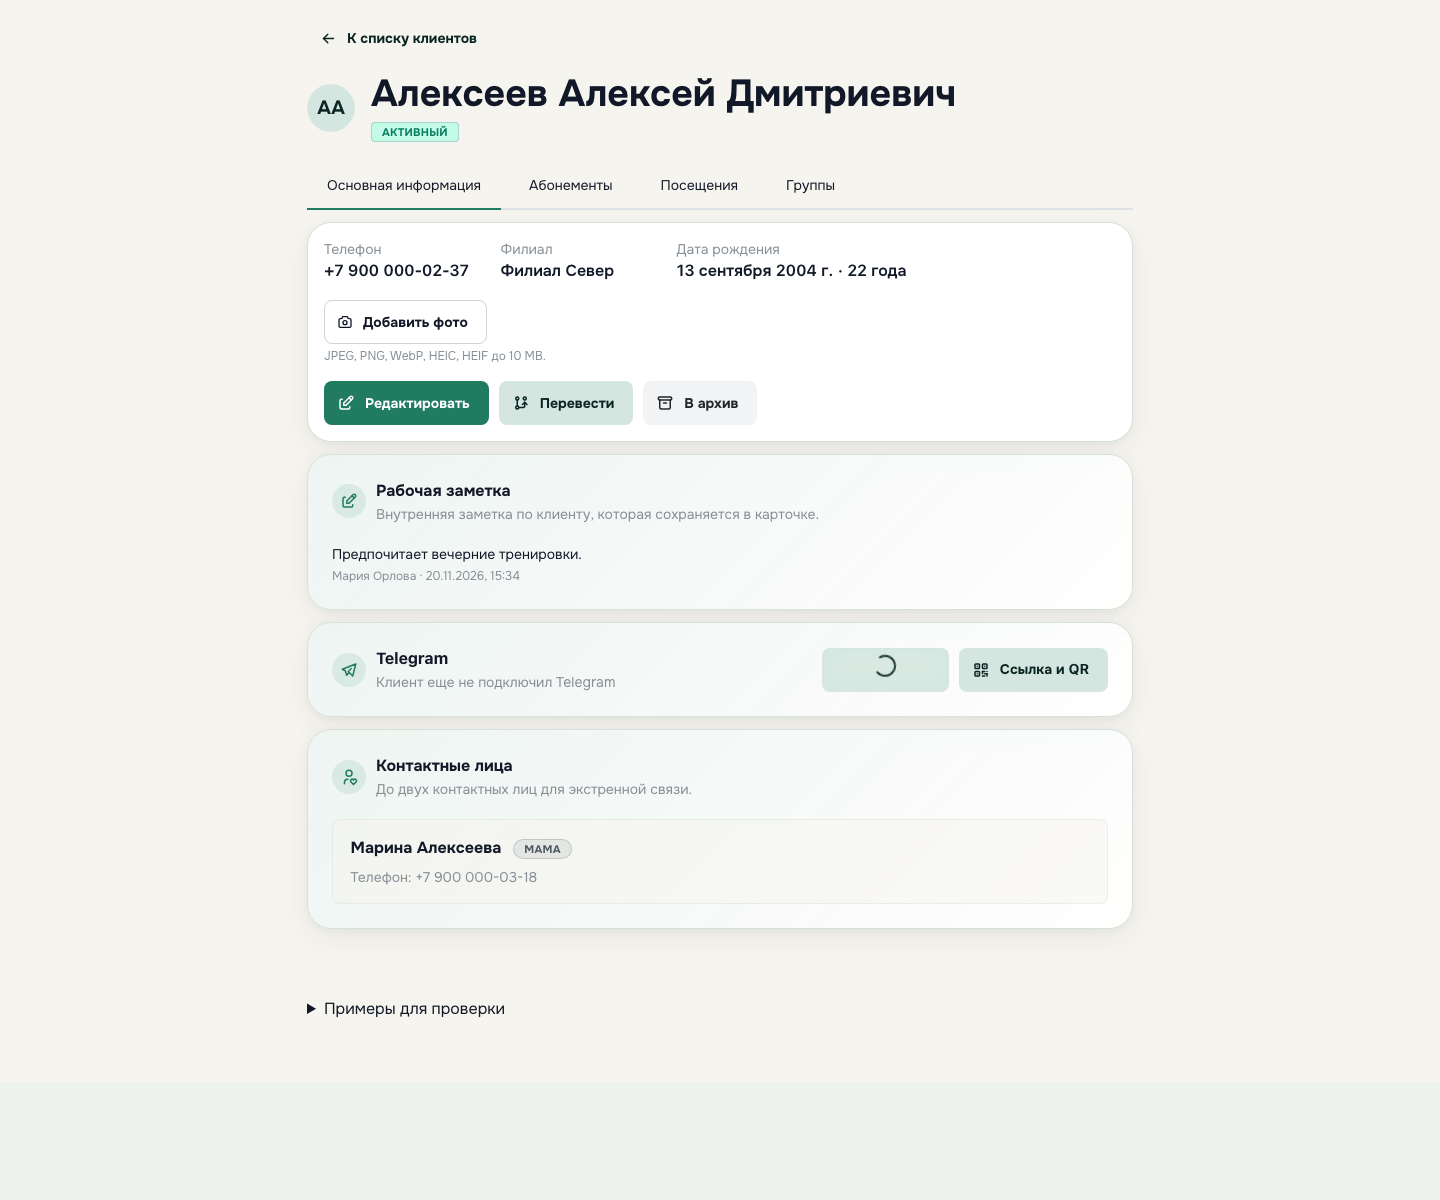 К списку клиентов
АА
Алексеев Алексей Дмитриевич
АКТИВНЫЙ
Основная информация
Абонементы
Посещения
Группы
Телефон
Филиал
Дата рождения
+7 900 000-02-37
Филиал Север
13 сентября 2004 г. · 22 года
Добавить фото
JPEG, PNG, WebP, HEIC, HEIF до 10 MB.
Редактировать
Перевести
В архив
Рабочая заметка
Внутренняя заметка по клиенту, которая сохраняется в карточке.
Предпочитает вечерние тренировки.
Мария Орлова · 20.11.2026, 15:34
Telegram
Клиент еще не подключил Telegram
Ссылка и QR
Контактные лица
До двух контактных лиц для экстренной связи.
Марина Алексеева
МАМА
Телефон: +7 900 000-03-18
Примеры для проверки